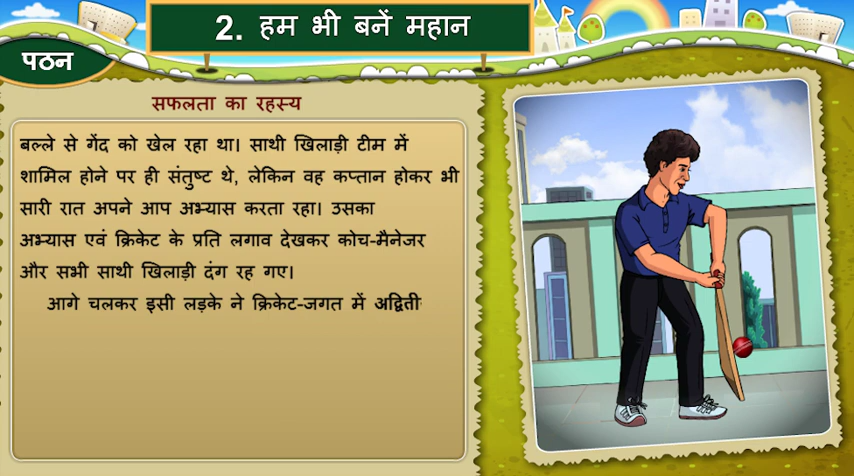 2. हम भी बनें महान
पठन
सफलता का रहस्य
बल्ले से गेंद को खेल रहा था। साथी खिलाड़ी टीम में
शामिल होने पर ही संतुष्ट थे, लेकिन वह कप्तान होकर भी
सारी रात अपने आप अभ्यास करता रहा। उसका
अभ्यास एवं क्रिकेट के प्रति लगाव देखकर कोच-मैनेजर
और सभी साथी खिलाड़ी दंग रह गए।
आगे चलकर इसी लड़के ने क्रिकेट-जगत में अद्विती